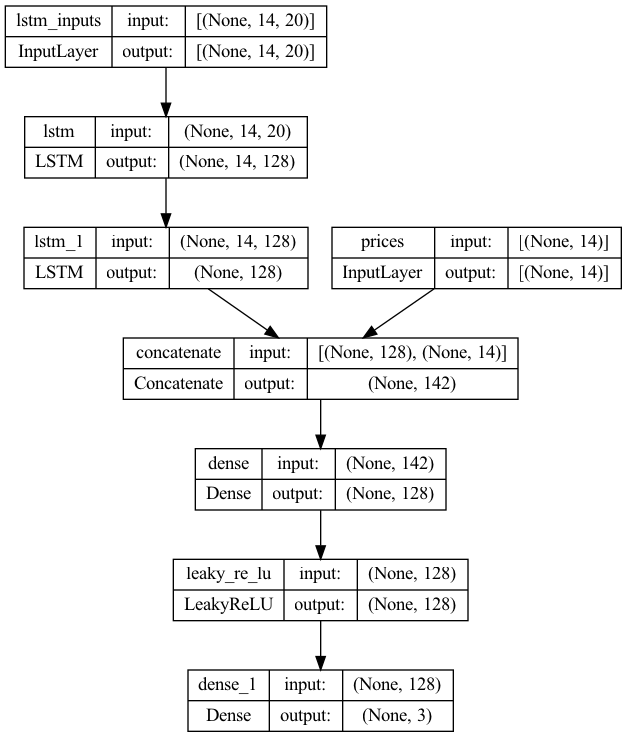 lstm_inputs input: [(None, 14, 20)]
InputLayer output: [(None, 14, 20)]
lstm input: (None, 14, 20)
LSTM output: (None, 14, 128)
lstm_1 input: (None, 14, 128)
LSTM output: (None, 128)
prices input: [(None, 14)]
InputLayer output: [(None, 14)]
concatenate input: [(None, 128), (None, 14)]
Concatenate output: (None, 142)
dense input: (None, 142)
Dense output: (None, 128)
leaky_re_lu input: (None, 128)
LeakyReLU output: (None, 128)
dense_1 input: (None, 128)
Dense output: (None, 3)